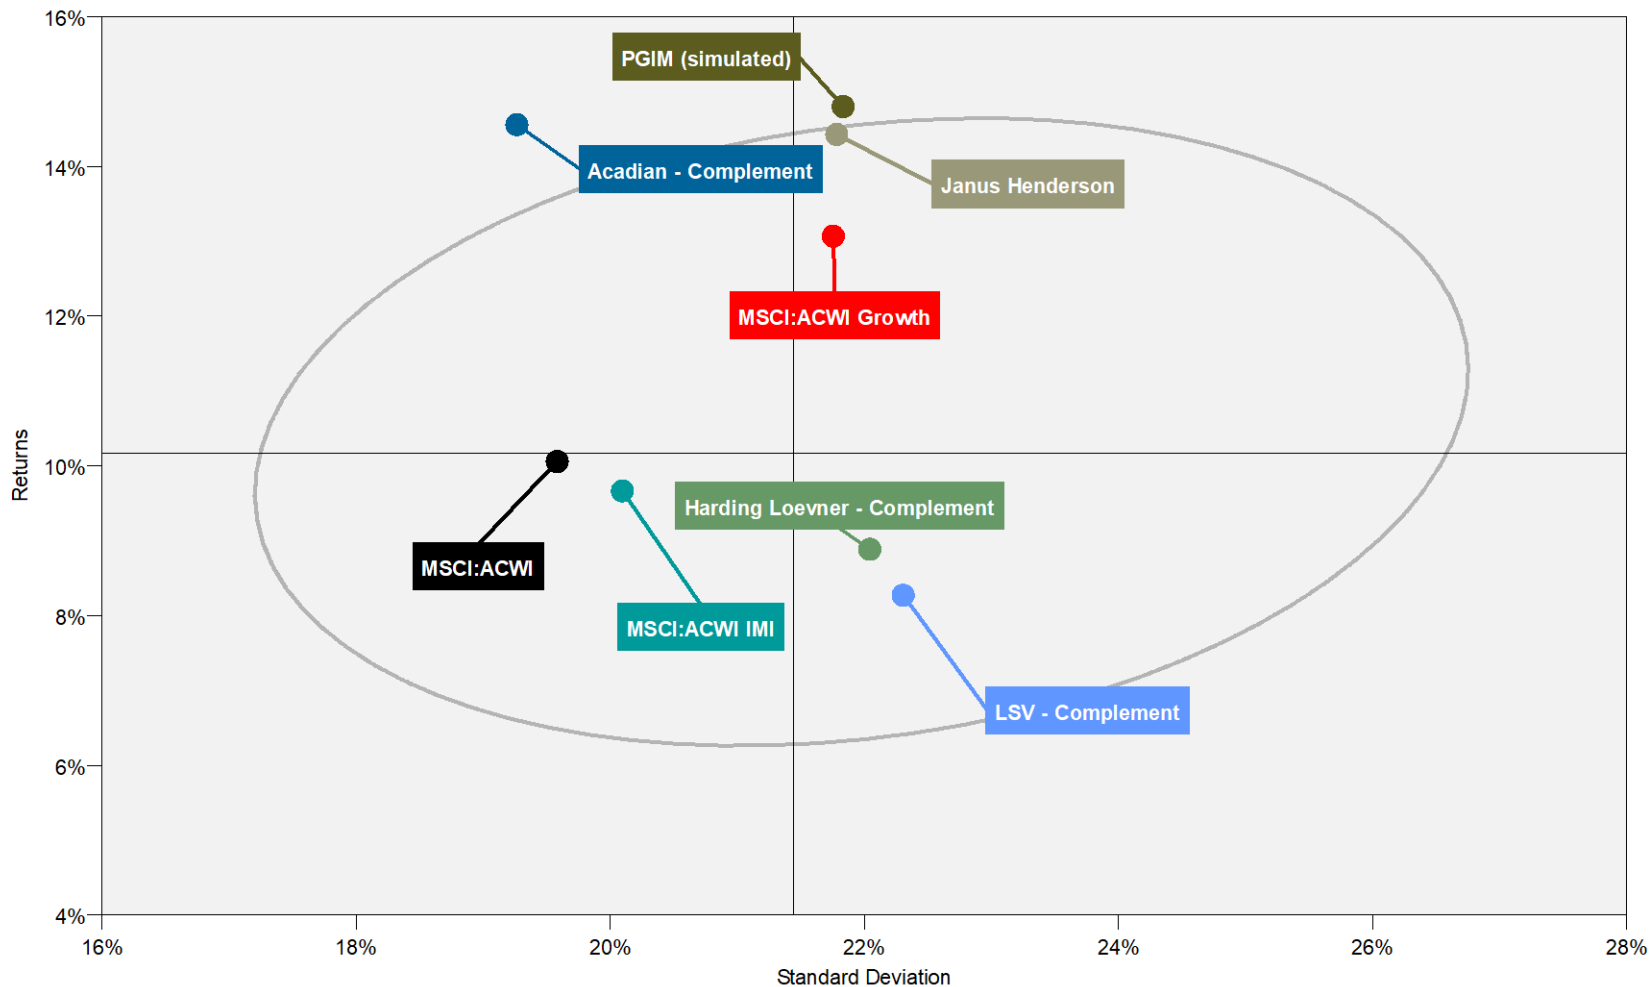 16%
PGIM (simulated)
14%
Acadian - Complement
Janus Henderson
12%
MSCI:ACWI Growth
Returns
10%
Harding Loevner - Complement
MSCI:ACWI
8%
MSCI:ACWI IMI
LSV - Complement
6%
4%
16% 18% 20% 22% 24% 26% 28%
Standard Deviation